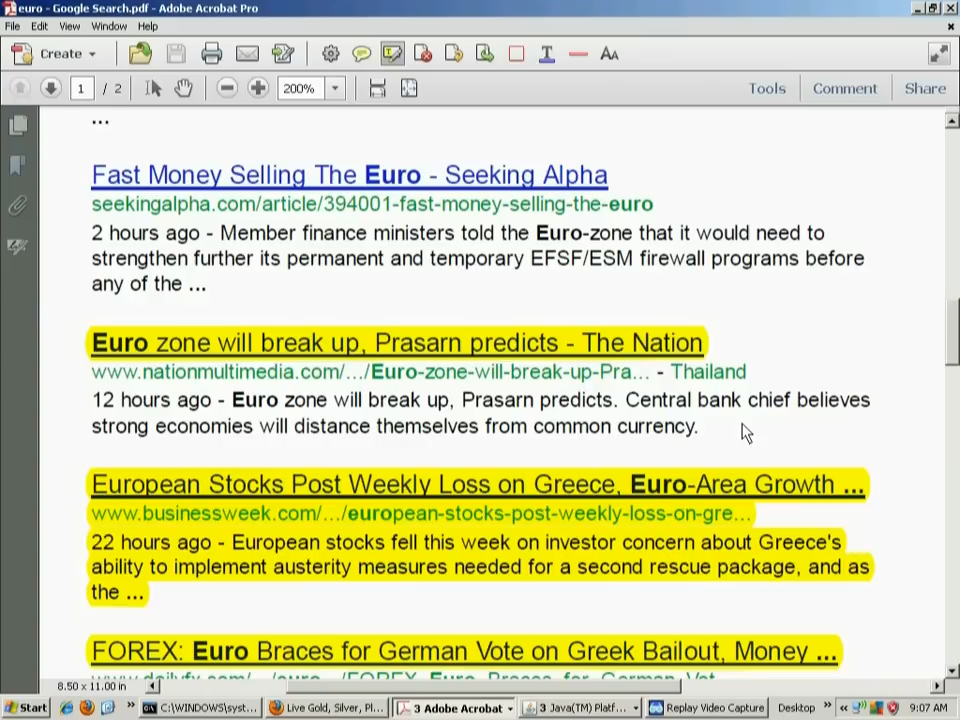 euro - Google Search.pdf - Adobe Acrobat Pro
File Edit View Window Help
Create
1 / 2 200% Tools Comment Share
...
Fast Money Selling The Euro - Seeking Alpha
seekingalpha.com/article/394001-fast-money-selling-the-euro
2 hours ago - Member finance ministers told the Euro-zone that it would need to
strengthen further its permanent and temporary EFSF/ESM firewall programs before
any of the ...
Euro zone will break up, Prasarn predicts - The Nation
www.nationmultimedia.com/.../Euro-zone-will-break-up-Pra... - Thailand
12 hours ago - Euro zone will break up, Prasarn predicts. Central bank chief believes
strong economies will distance themselves from common currency.
European Stocks Post Weekly Loss on Greece, Euro-Area Growth ...
www.businessweek.com/.../european-stocks-post-weekly-loss-on-gre...
22 hours ago - European stocks fell this week on investor concern about Greece's
ability to implement austerity measures needed for a second rescue package, and as
the ...
FOREX: Euro Braces for German Vote on Greek Bailout, Money ...
8.50 x 11.00 in
Start C:\WINDOWS\syst... Live Gold, Silver, Pl... 3 Adobe Acrobat 3 Java(TM) Platf... Replay Video Capture Desktop 9:07 AM